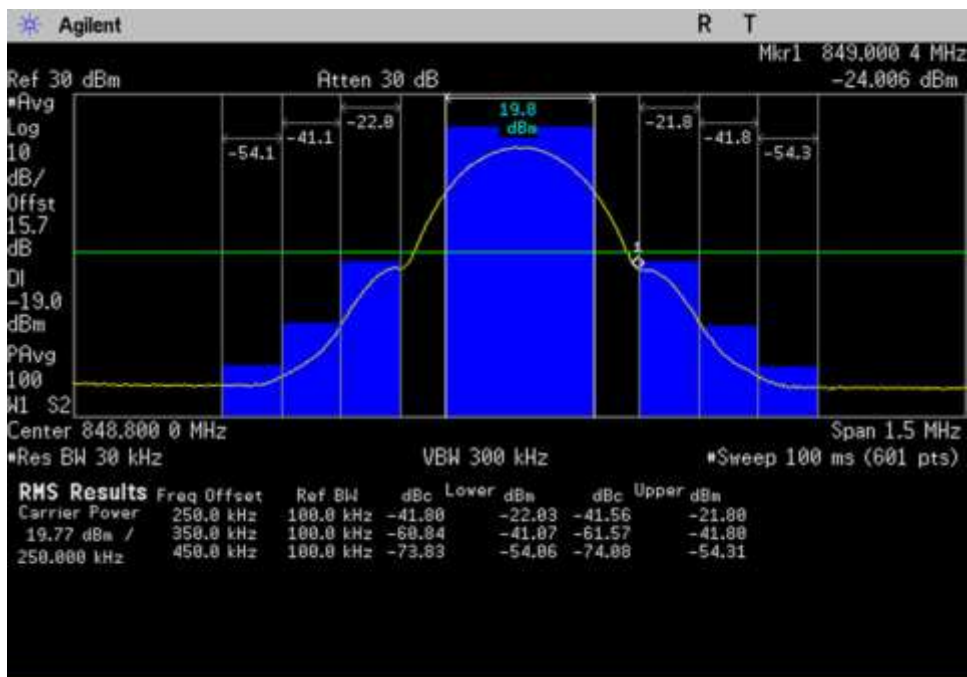 Agilent R T
Mkr1 849.000 4 MHz
Ref 30 dBm Atten 30 dB -24.006 dBm
#Avg
Log
10
dB/
Offst
15.7
dB
DI
-19.0
dBm
PAvg
100
W1 S2
-54.1
-41.1
-22.0
19.8
dBm
-21.8
-41.8
-54.3
1
Center 848.800 0 MHz Span 1.5 MHz
#Res BW 30 kHz VBW 300 kHz #Sweep 100 ms (601 pts)
RMS Results Freq Offset Ref BW dBc Lower dBm dBc Upper dBm
Carrier Power 250.0 kHz 100.0 kHz -41.80 -22.03 -41.56 -21.80
19.77 dBm / 350.0 kHz 100.0 kHz -60.84 -41.07 -61.57 -41.80
250.000 kHz 450.0 kHz 100.0 kHz -73.83 -54.06 -74.08 -54.31